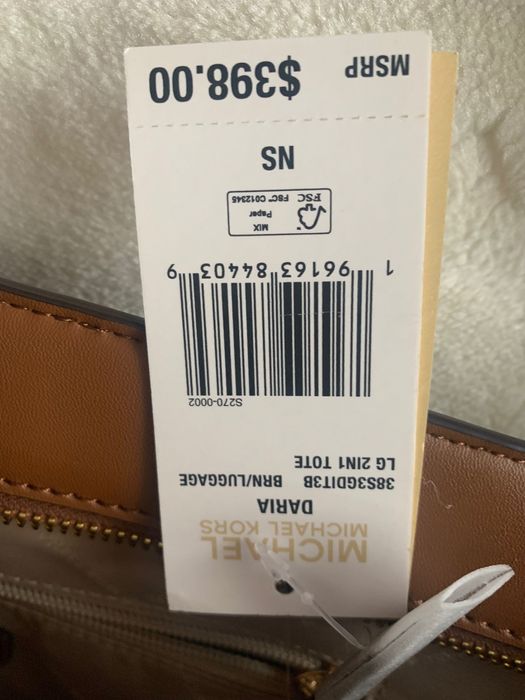 MICHAEL
MICHAEL KORS
DARIA
38S3GDIT3B BRN/LUGGAGE
LG 2IN1 TOTE
S270-0002
1 96163 84403 9
MIX
Paper
FSC FSC™ C012345
NS
MSRP $398.00